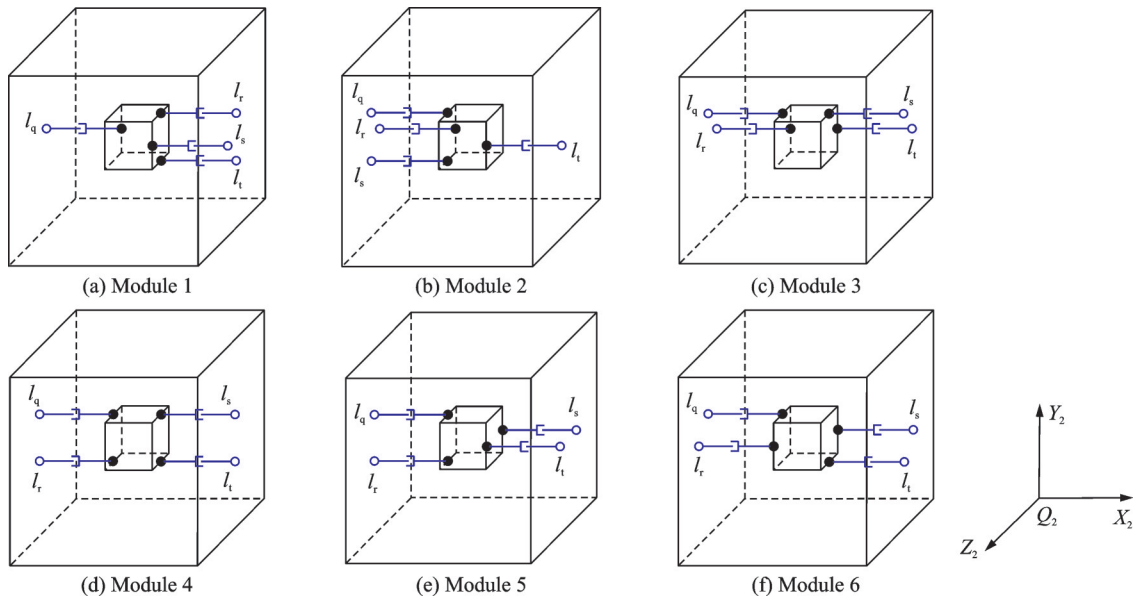 l_q
l_r
l_s
l_t
(a) Module 1
l_q
l_r
l_s
l_t
(b) Module 2
l_q
l_r
l_s
l_t
(c) Module 3
l_q
l_r
l_s
l_t
(d) Module 4
l_q
l_r
l_s
l_t
(e) Module 5
l_q
l_r
l_s
l_t
(f) Module 6
Y_2
Q_2
X_2
Z_2